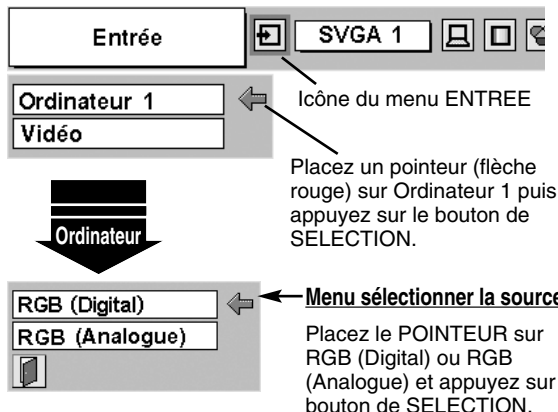 Entrée
SVGA 1
Icône du menu ENTREE
Ordinateur 1
Vidéo
Placez un pointeur (flèche
rouge) sur Ordinateur 1 puis
appuyez sur le bouton de
SELECTION.
Ordinateur
Menu sélectionner la source
RGB (Digital)
RGB (Analogue)
Placez le POINTEUR sur
RGB (Digital) ou RGB
(Analogue) et appuyez sur
bouton de SELECTION.